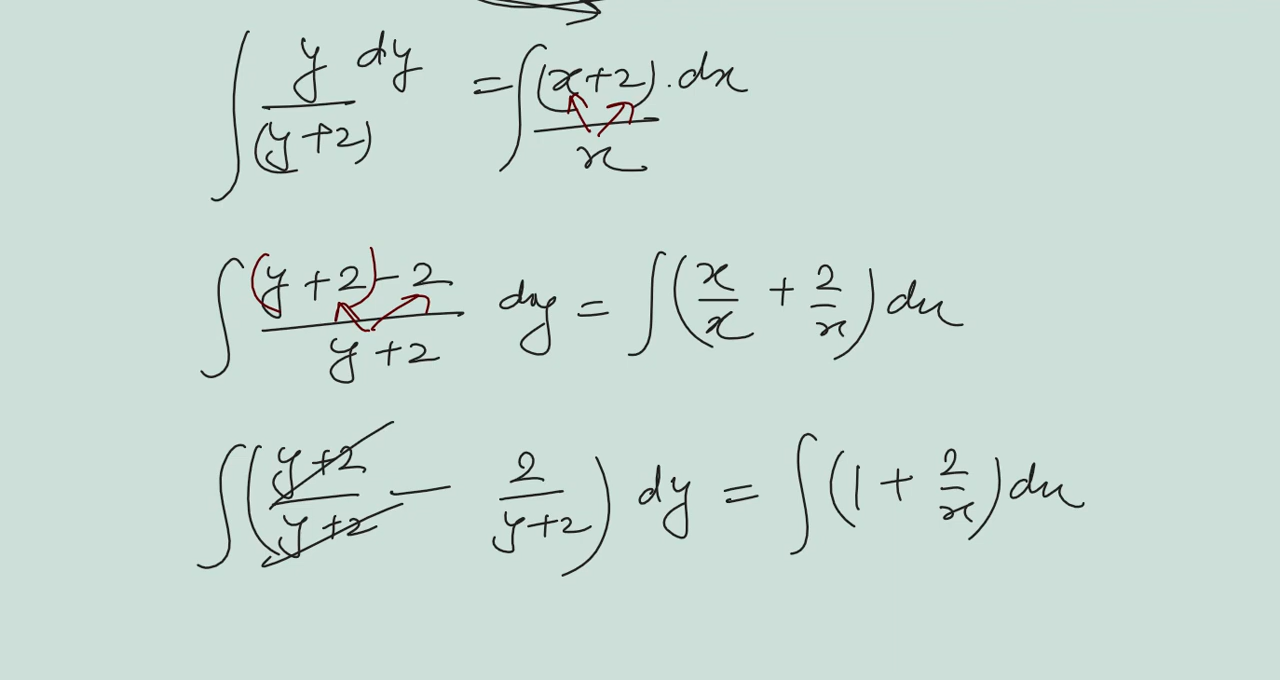 ∫ y dy / (y+2) = ∫ (x+2).dx / x
∫ (y+2)-2 / y+2 dy = ∫ (x/x + 2/x) dx
∫ (y+2/y+2 - 2/y+2) dy = ∫ (1 + 2/x) dx